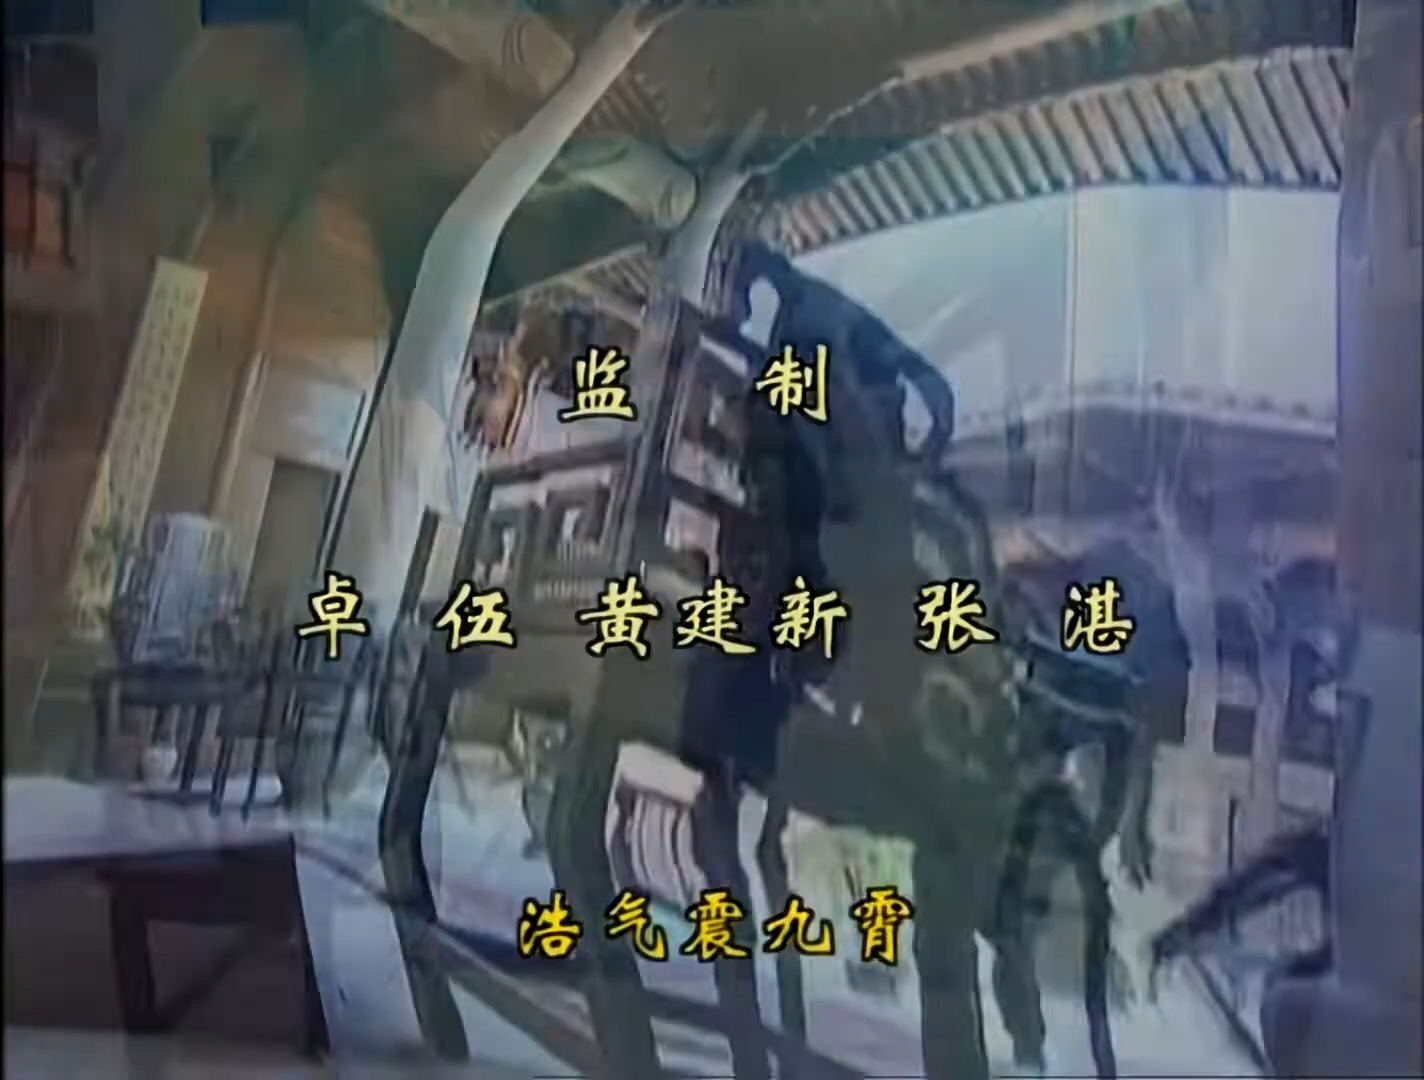 监 制
卓 伍 黄建新 张 湛
浩气震九霄